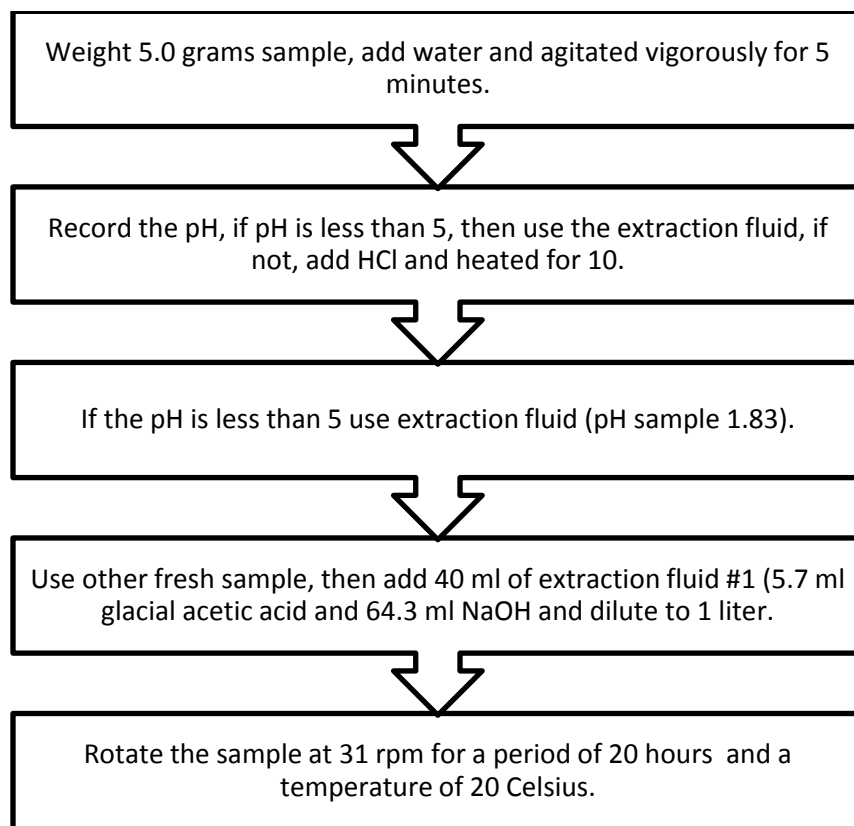 Weight 5.0 grams sample, add water and agitated vigorously for 5
minutes.
Record the pH, if pH is less than 5, then use the extraction fluid, if
not, add HCl and heated for 10.
If the pH is less than 5 use extraction fluid (pH sample 1.83).
Use other fresh sample, then add 40 ml of extraction fluid #1 (5.7 ml
glacial acetic acid and 64.3 ml NaOH and dilute to 1 liter.
Rotate the sample at 31 rpm for a period of 20 hours  and a
temperature of 20 Celsius.